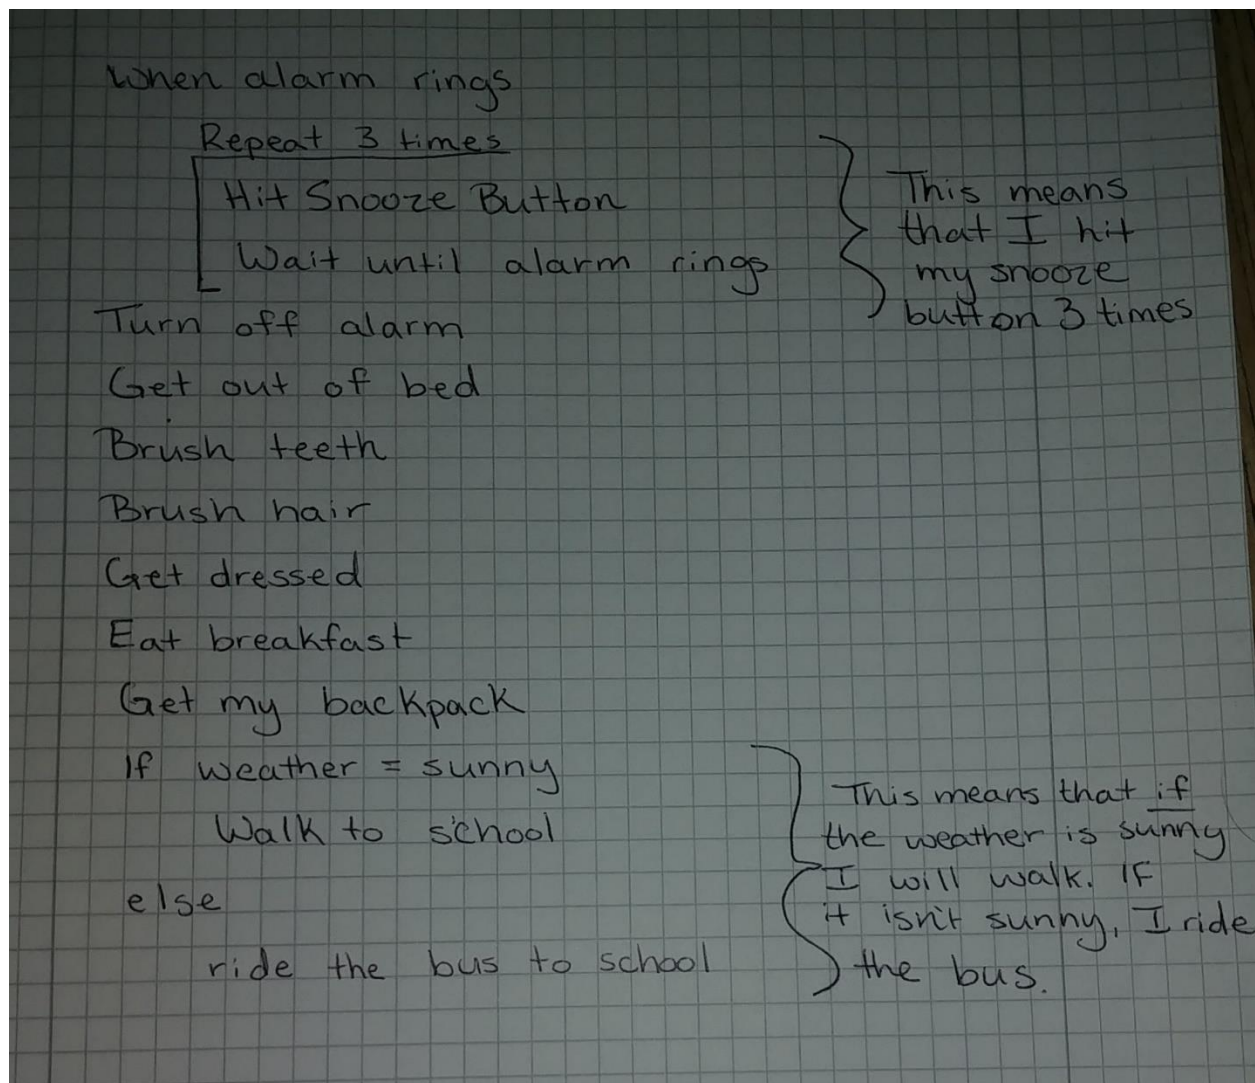 When alarm rings
Repeat 3 times
Hit Snooze Button
Wait until alarm rings
This means
that I hit
my snooze
button 3 times
Turn off alarm
Get out of bed
Brush teeth
Brush hair
Get dressed
Eat breakfast
Get my backpack
If weather = sunny
Walk to school
else
ride the bus to school
This means that if
the weather is sunny
I will walk. If
it isn't sunny, I ride
the bus.